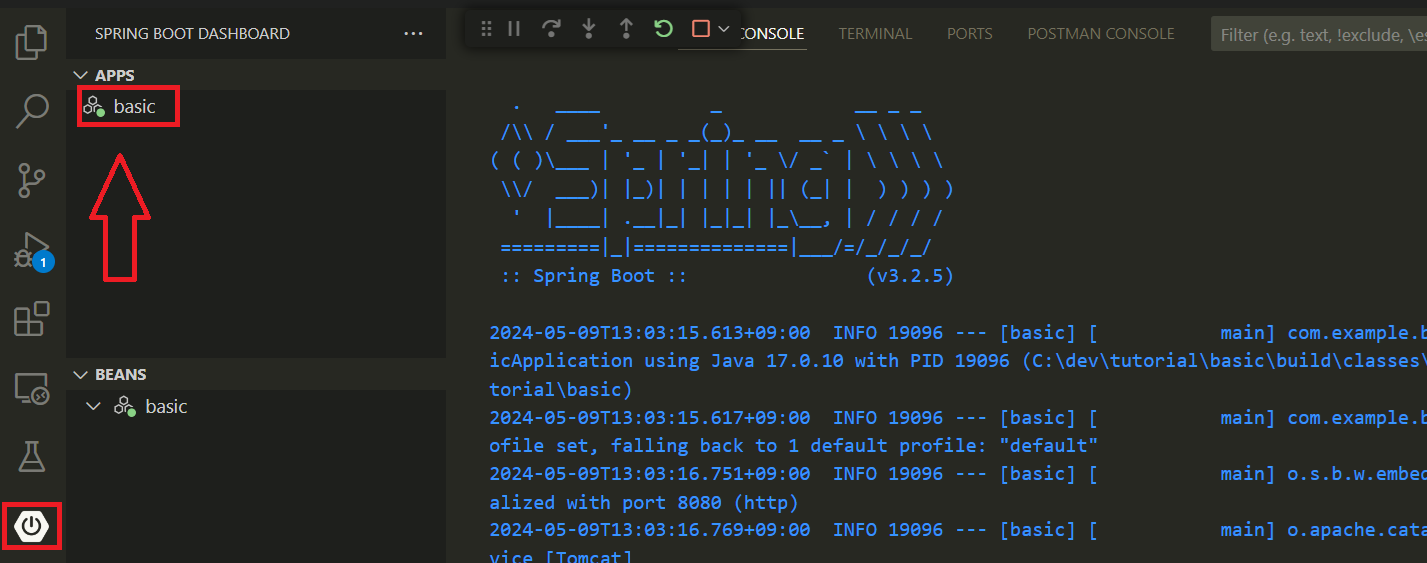 SPRING BOOT DASHBOARD
APPS
basic
BEANS
basic
1
CONSOLE
TERMINAL
PORTS
POSTMAN CONSOLE
Filter (e.g. text, !exclude, \es
  .   ____          _            __ _ _
 /\\ / ___'_ __ _ _(_)_ __  __ _ \ \ \ \
( ( )\___ | '_ | '_| | '_ \/ _` | \ \ \ \
 \\/  ___)| |_)| | | | | || (_| |  ) ) ) )
  '  |____| .__|_| |_|_| |_\__, | / / / /
 =========|_|==============|___/=/_/_/_/
 :: Spring Boot ::                (v3.2.5)
2024-05-09T13:03:15.613+09:00  INFO 19096 --- [basic] [           main] com.example.b
icApplication using Java 17.0.10 with PID 19096 (C:\dev\tutorial\basic\build\classes\
torial\basic)
2024-05-09T13:03:15.617+09:00  INFO 19096 --- [basic] [           main] com.example.b
ofile set, falling back to 1 default profile: "default"
2024-05-09T13:03:16.751+09:00  INFO 19096 --- [basic] [           main] o.s.b.w.embed
alized with port 8080 (http)
2024-05-09T13:03:16.769+09:00  INFO 19096 --- [basic] [           main] o.apache.cata
vice [Tomcat]